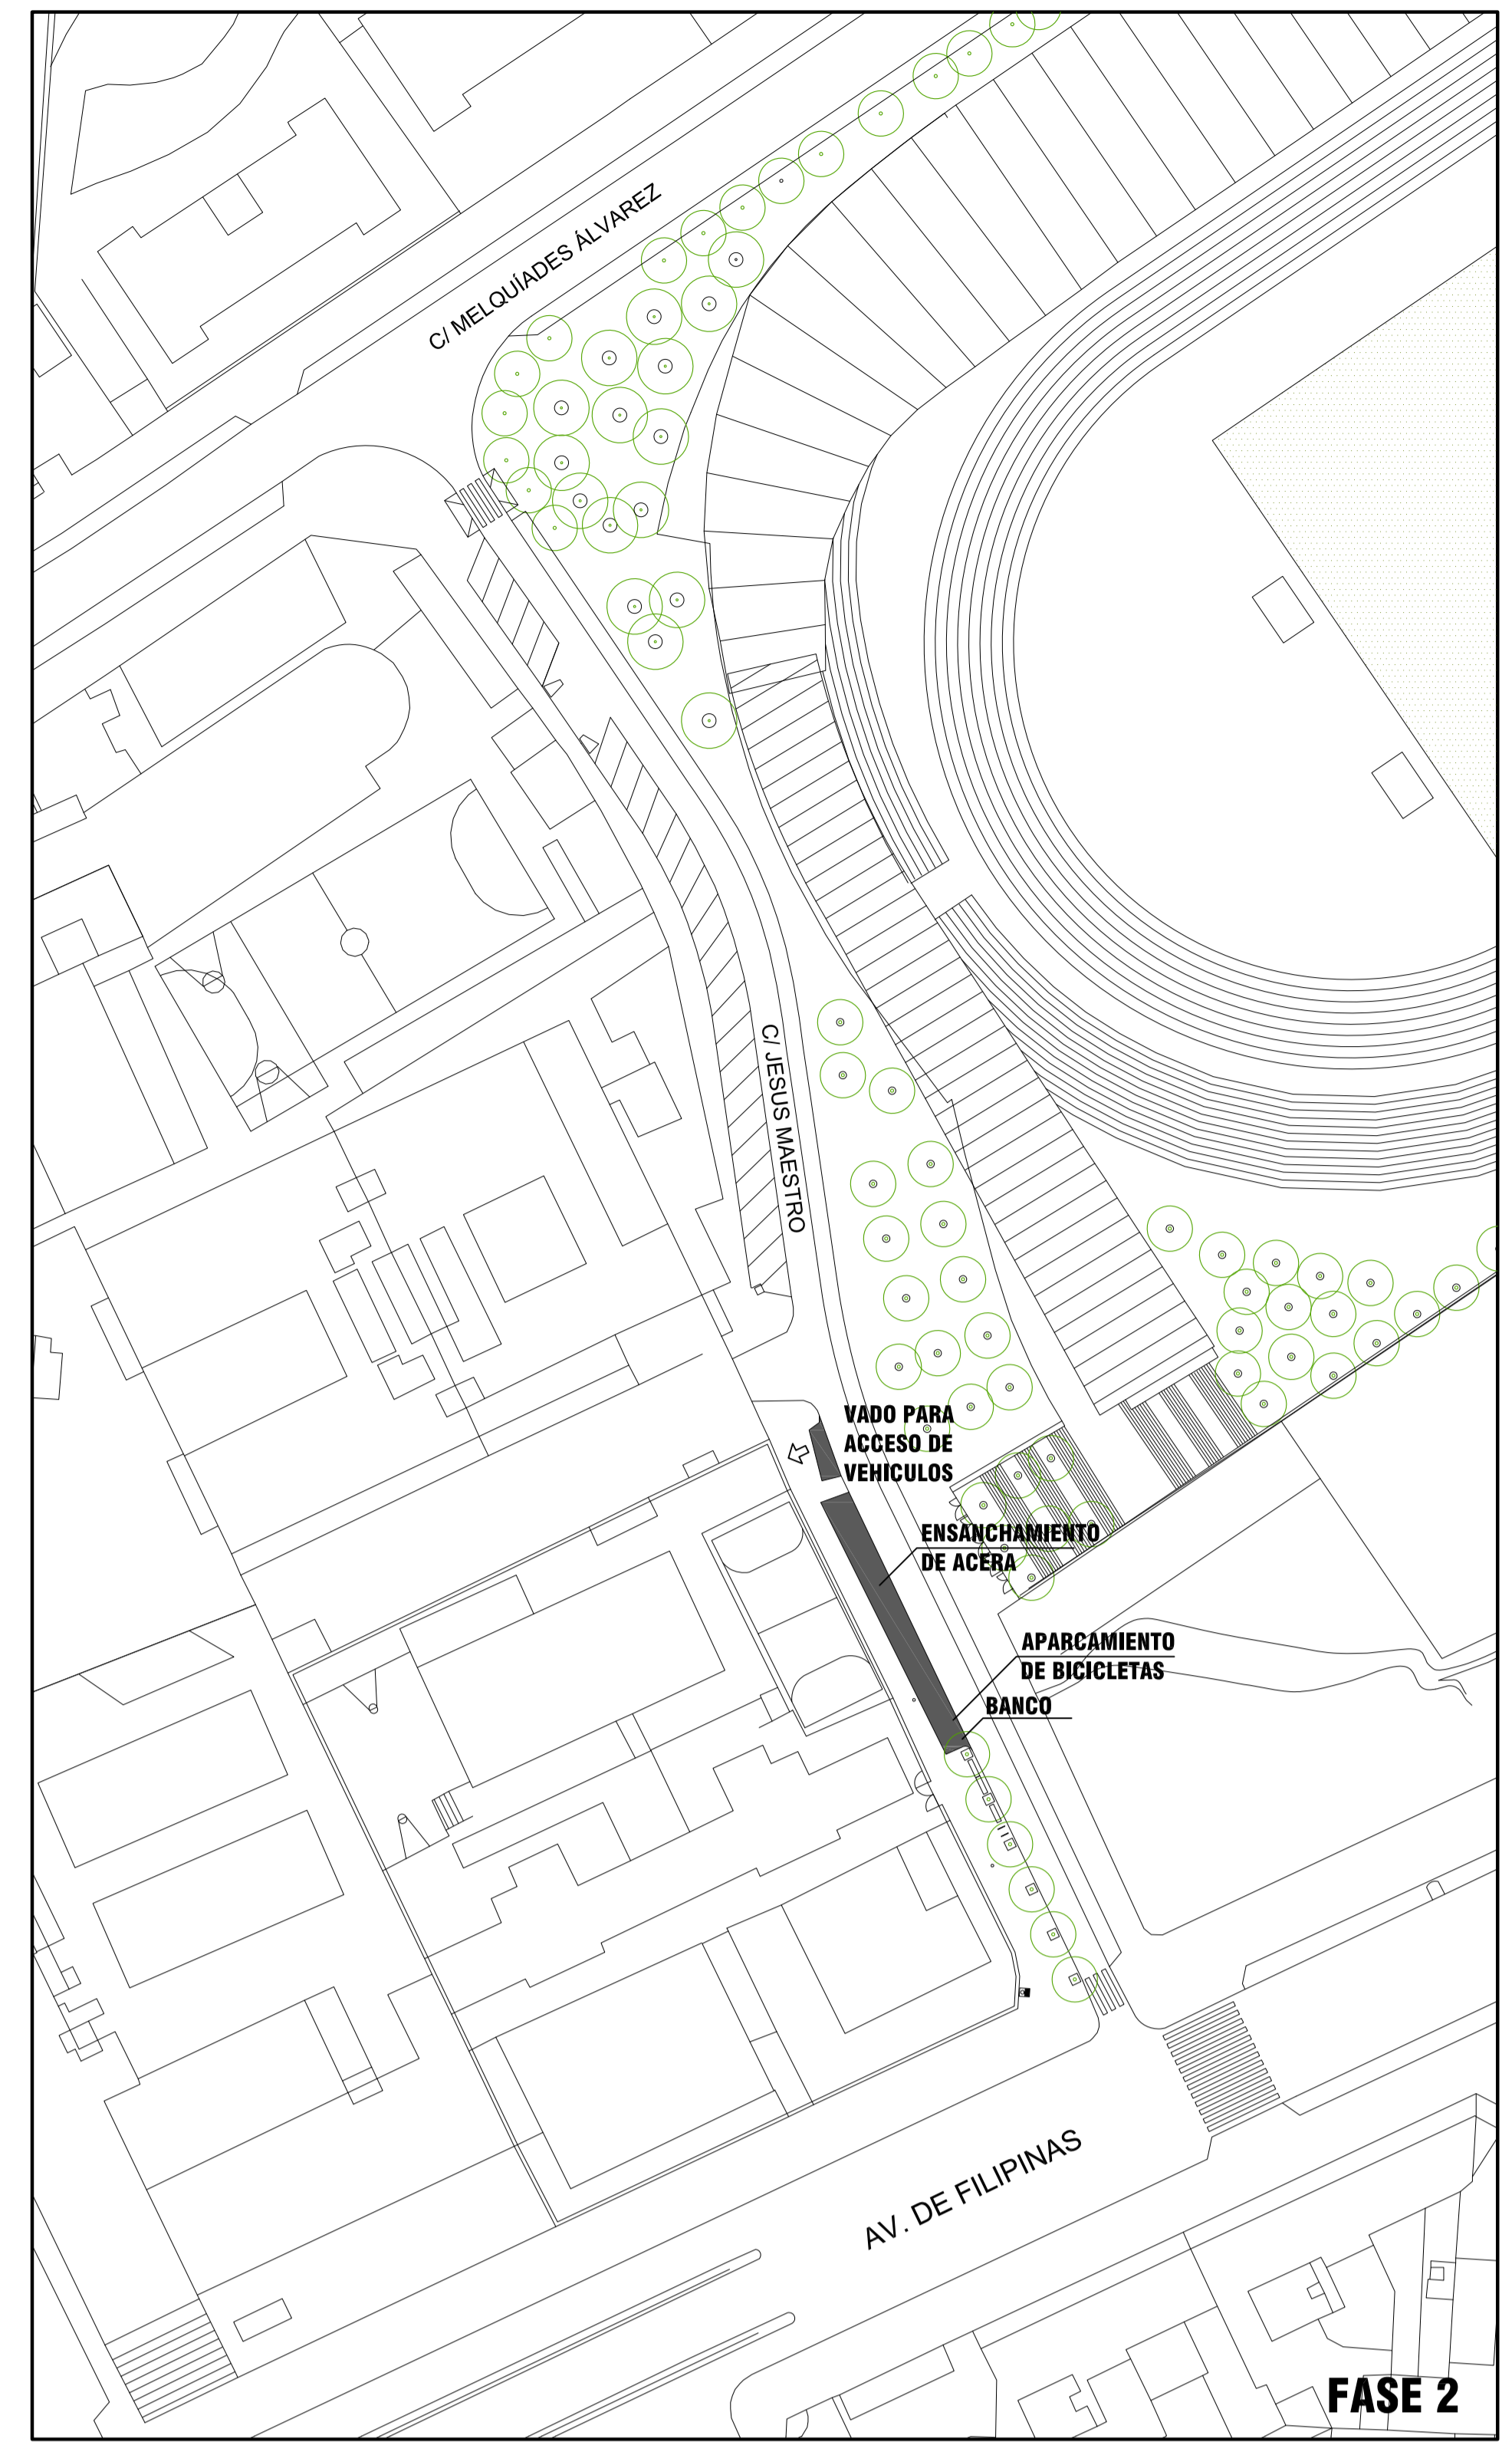 C/ MELQUÍADES ÁLVAREZ
C/ JESUS MAESTRO
VADO PARA
ACCESO DE
VEHICULOS
ENSANCHAMIENTO
DE ACERA
APARCAMIENTO
DE BICICLETAS
BANCO
AV. DE FILIPINAS
FASE 2